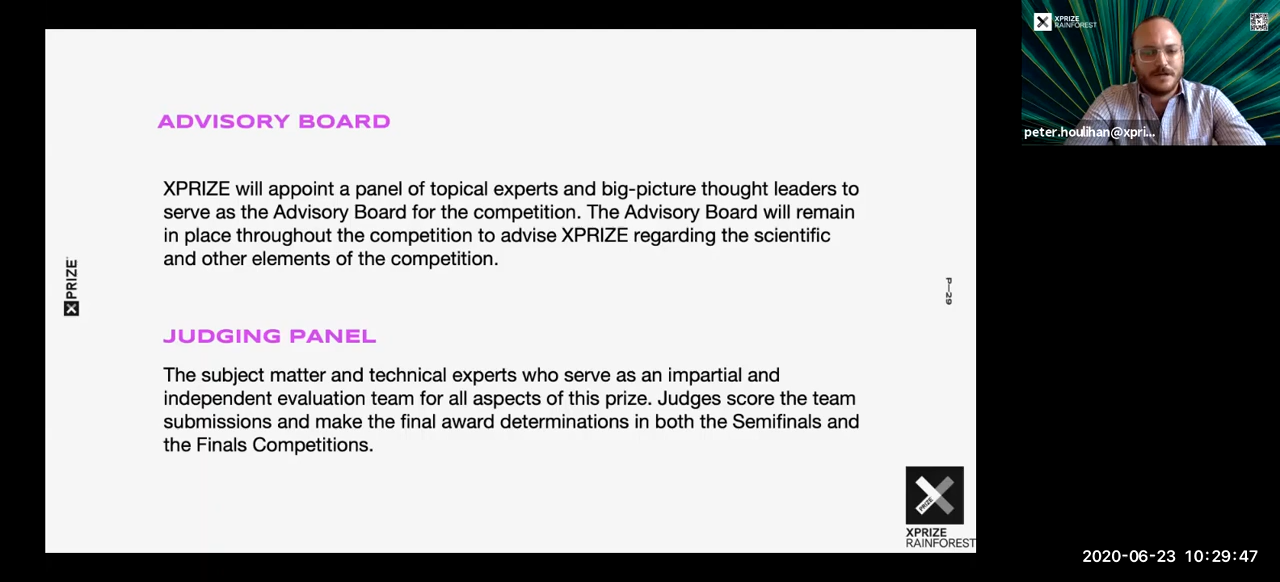 ADVISORY BOARD
XPRIZE will appoint a panel of topical experts and big-picture thought leaders to
serve as the Advisory Board for the competition. The Advisory Board will remain
in place throughout the competition to advise XPRIZE regarding the scientific
and other elements of the competition.
XPRIZE
P—29
JUDGING PANEL
The subject matter and technical experts who serve as an impartial and
independent evaluation team for all aspects of this prize. Judges score the team
submissions and make the final award determinations in both the Semifinals and
the Finals Competitions.
PRIZE
XPRIZE
RAINFOREST
XPRIZE
RAINFOREST
peter.houlihan@xpri...
2020-06-23 10:29:47